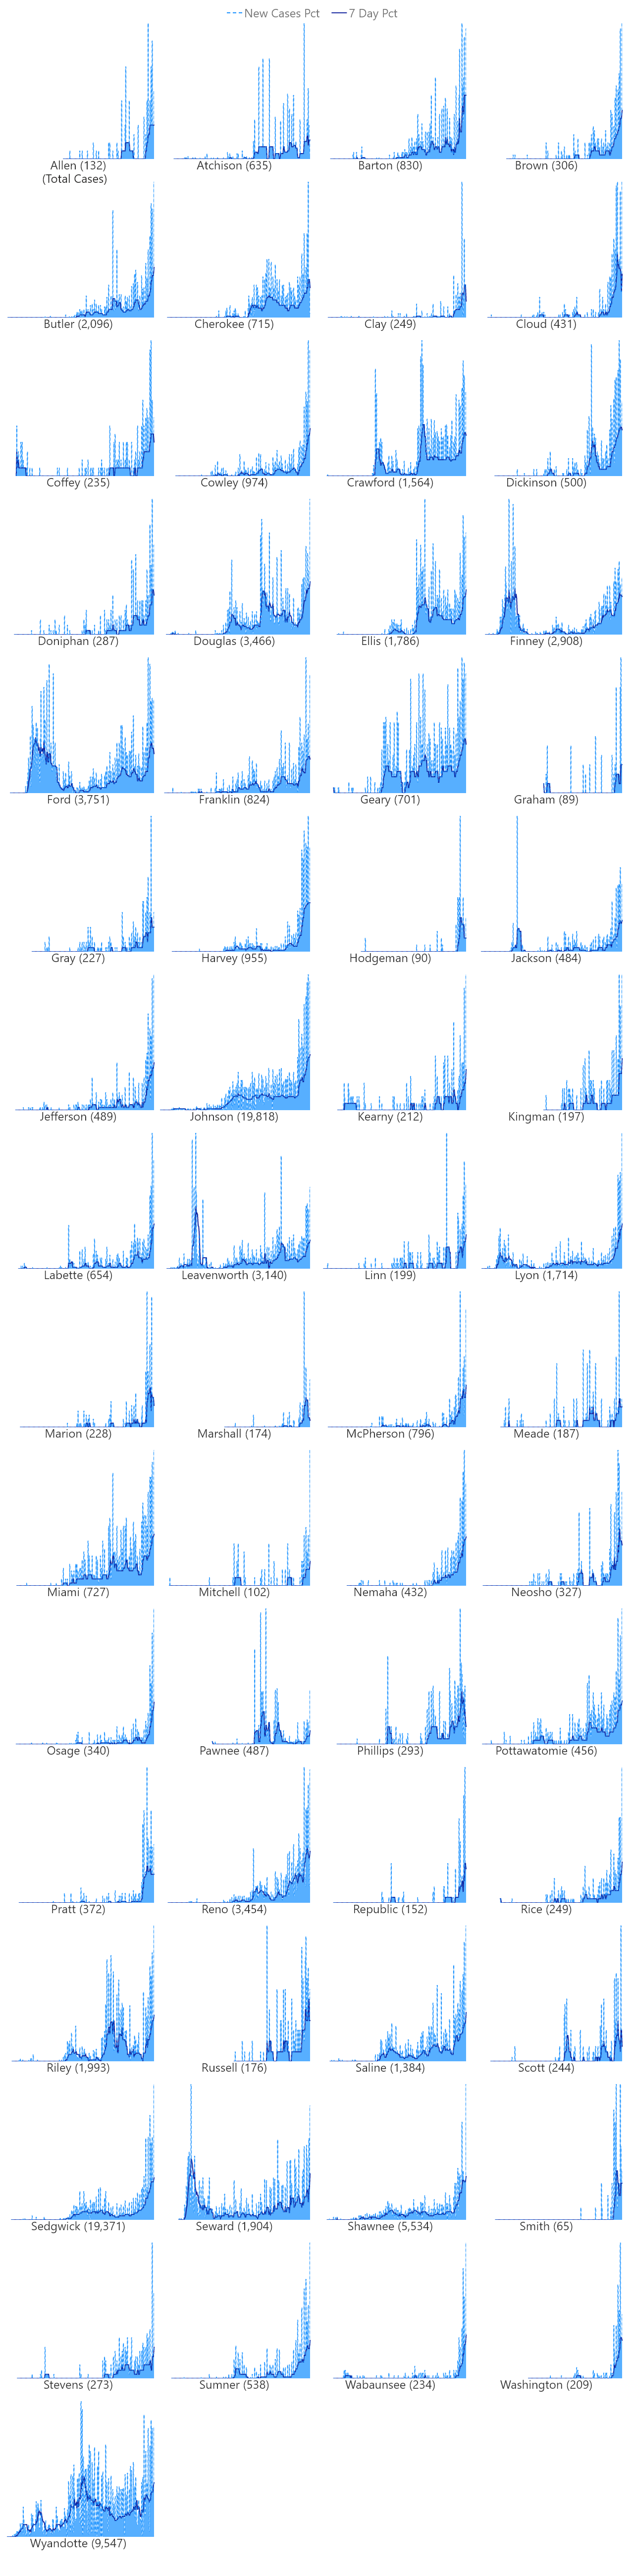 New Cases Pct 7 Day Pct
Allen (132) Atchison (635) Barton (830) Brown (306)
(Total Cases)
Butler (2,096) Cherokee (715) Clay (249) Cloud (431)
Coffey (235) Cowley (974) Crawford (1,564) Dickinson (500)
Doniphan (287) Douglas (3,466) Ellis (1,786) Finney (2,908)
Ford (3,751) Franklin (824) Geary (701) Graham (89)
Gray (227) Harvey (955) Hodgeman (90) Jackson (484)
Jefferson (489) Johnson (19,818) Kearny (212) Kingman (197)
Labette (654) Leavenworth (3,140) Linn (199) Lyon (1,714)
Marion (228) Marshall (174) McPherson (796) Meade (187)
Miami (727) Mitchell (102) Nemaha (432) Neosho (327)
Osage (340) Pawnee (487) Phillips (293) Pottawatomie (456)
Pratt (372) Reno (3,454) Republic (152) Rice (249)
Riley (1,993) Russell (176) Saline (1,384) Scott (244)
Sedgwick (19,371) Seward (1,904) Shawnee (5,534) Smith (65)
Stevens (273) Sumner (538) Wabaunsee (234) Washington (209)
Wyandotte (9,547)